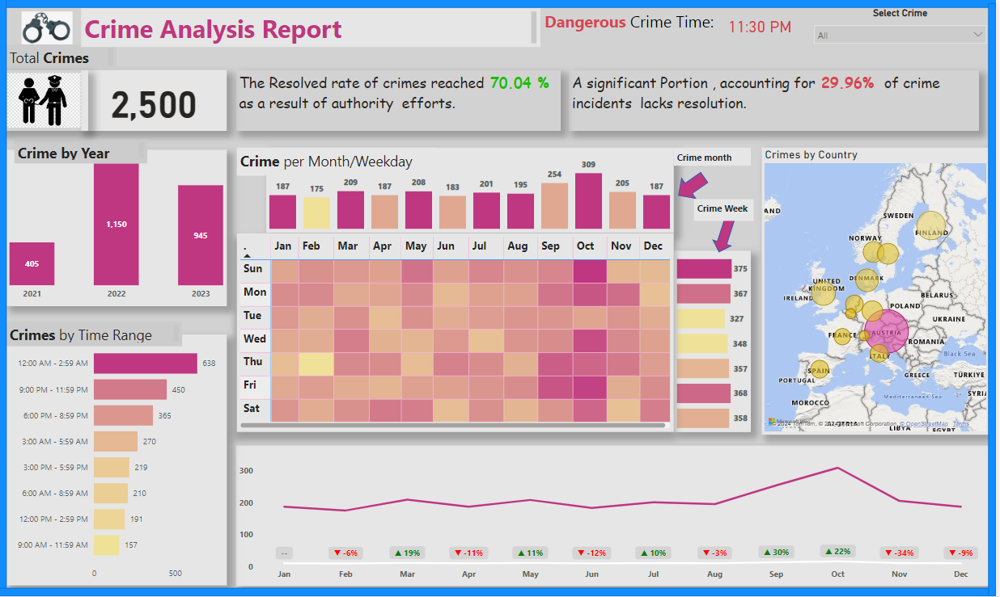 Crime Analysis Report
Dangerous Crime Time:
11:30 PM
Select Crime
All
Total Crimes
2,500
The Resolved rate of crimes reached 70.04 %
as a result of authority efforts.
A significant Portion , accounting for 29.96% of crime
incidents lacks resolution.
Crime by Year
405
1,150
945
2021
2022
2023
Crimes by Time Range
12:00 AM - 2:59 AM 638
9:00 PM - 11:59 PM 450
6:00 PM - 8:59 PM 365
3:00 AM - 5:59 AM 270
3:00 PM - 5:59 PM 219
6:00 AM - 8:59 AM 210
12:00 PM - 2:59 PM 191
9:00 AM - 11:59 AM 157
0 500
Crime per Month/Weekday
187 175 209 187 208 183 201 195 254 309 205 187
Crime month
Crime Week
. Jan Feb Mar Apr May Jun Jul Aug Sep Oct Nov Dec
Sun 375
Mon 367
Tue 327
Wed 348
Thu 357
Fri 368
Sat 358
Crimes by Country
AND
SWEDEN
FINLAND
NORWAY
DENMARK
UNITED
KINGDOM
IRELAND
BELARUS
POLAND
UKRAINE
FRANCE
AUSTRIA
ROMANIA
ITALY
Black Sea
SPAIN
PORTUGAL
GREECE
TÜRKIYE
SYRIA
Mediterranean Sea
MOROCCO
ALGERIA
LIBYA
EGYPT
© 2024 TomTom, © 2024 Microsoft Corporation, © OpenStreetMap Terms
300
200
100
0
-- ▼ -6% ▲ 19% ▼ -11% ▲ 11% ▼ -12% ▲ 10% ▼ -3% ▲ 30% ▲ 22% ▼ -34% ▼ -9%
Jan Feb Mar Apr May Jun Jul Aug Sep Oct Nov Dec